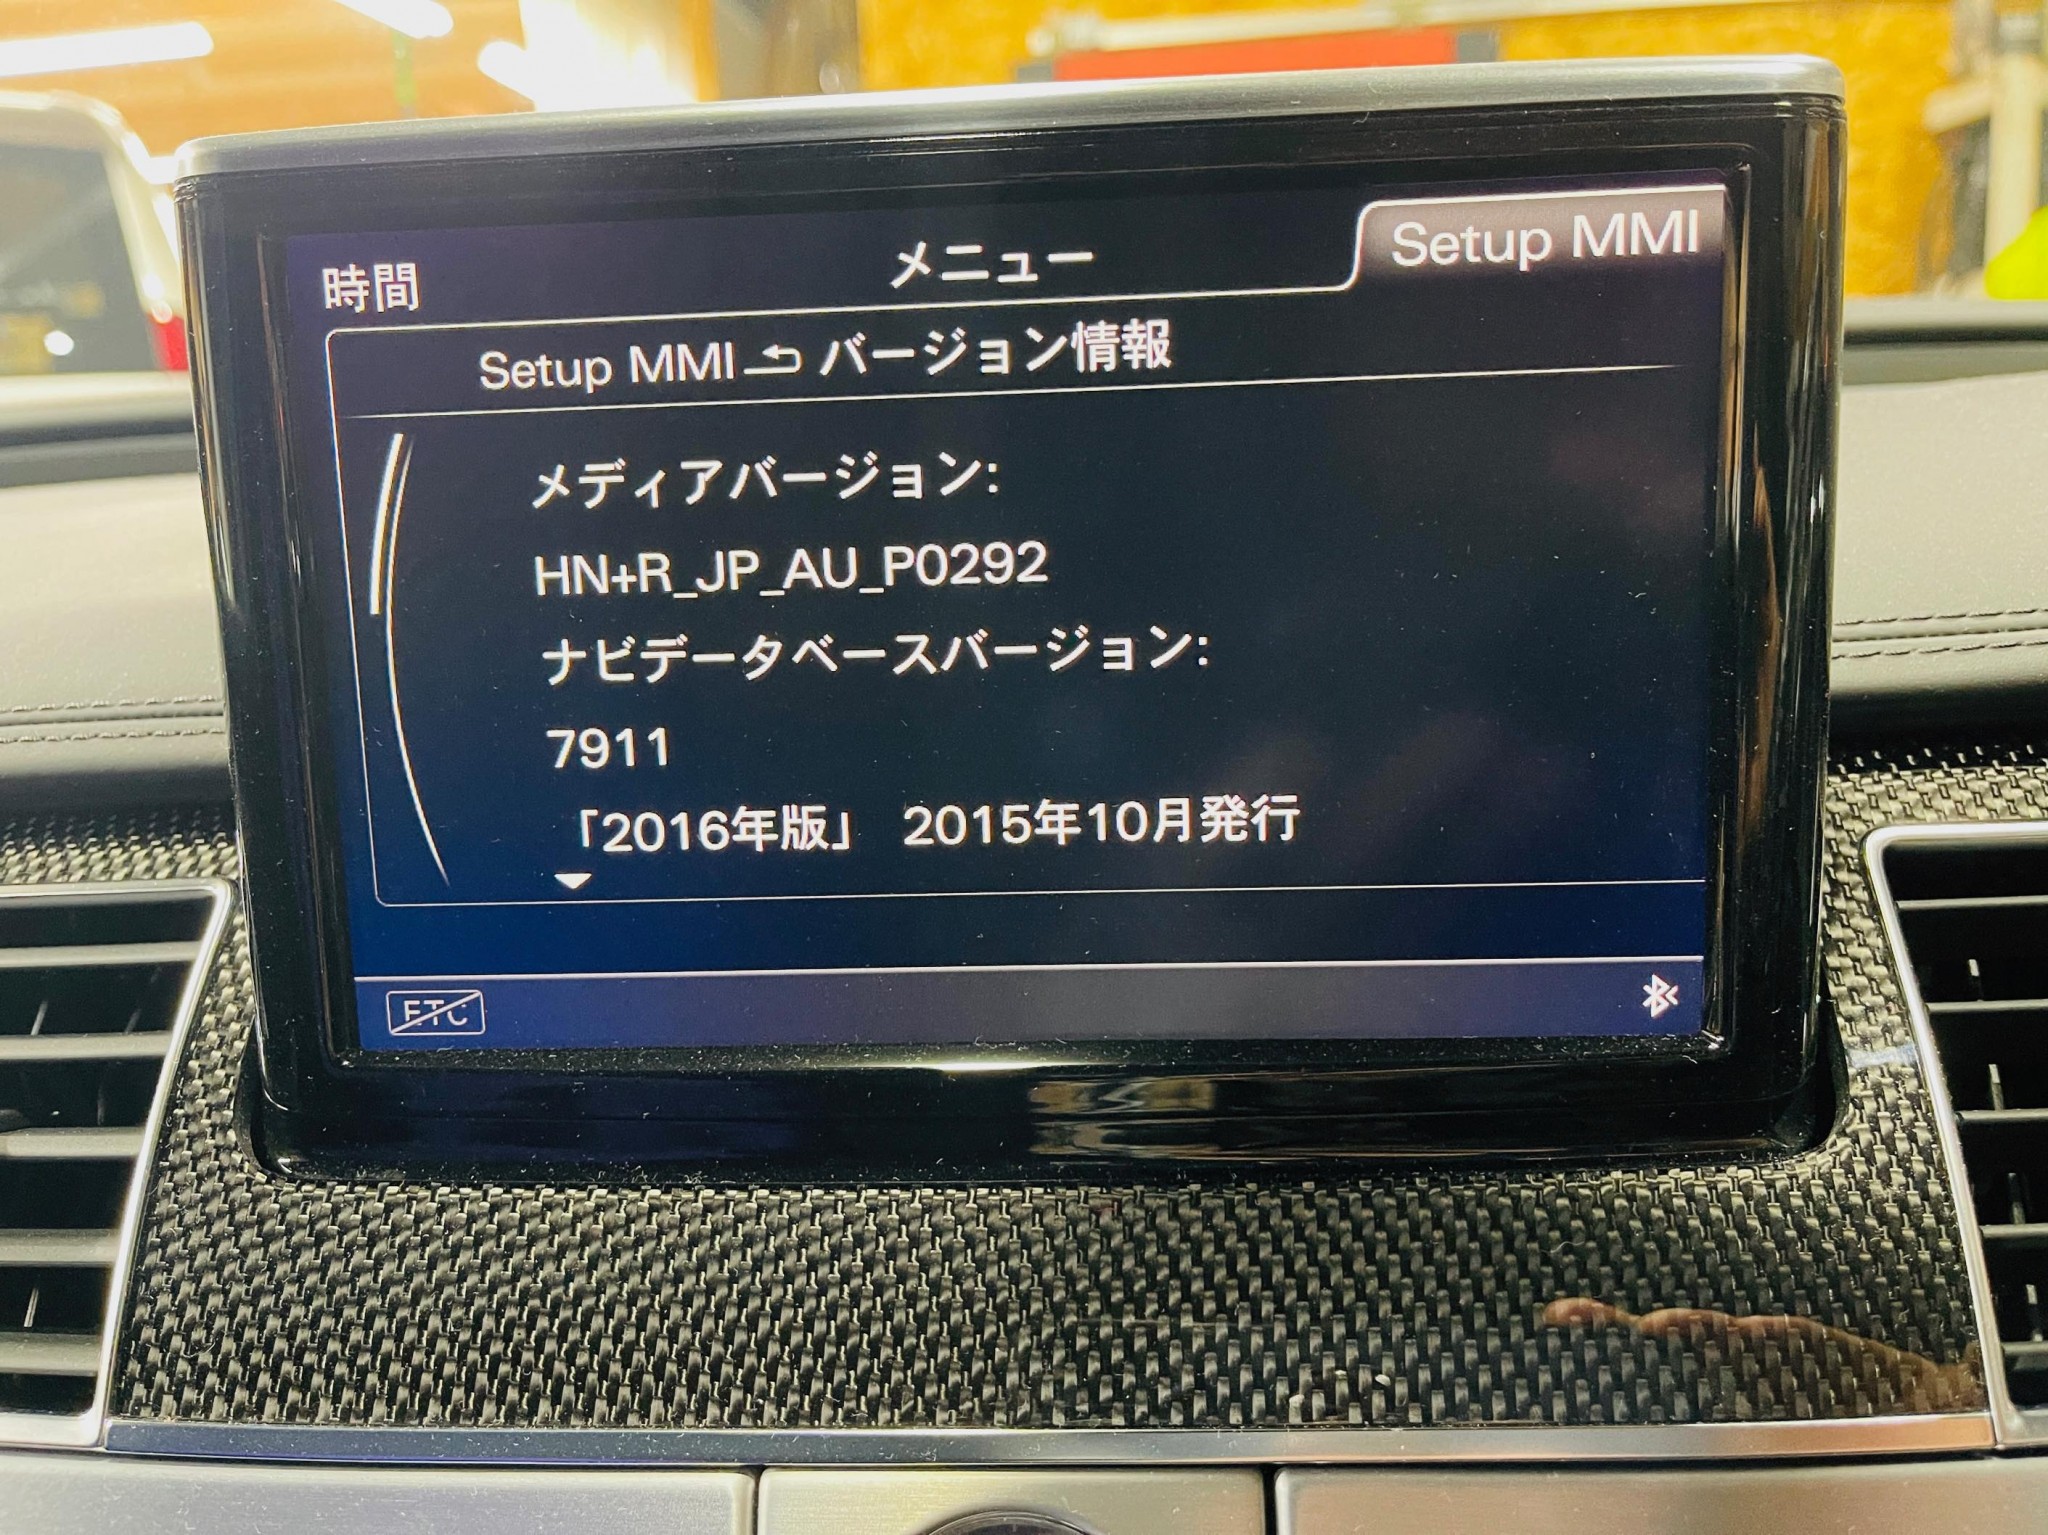 時間 メニュー Setup MMI
Setup MMI バージョン情報
メディアバージョン:
HN+R_JP_AU_P0292
ナビデータベースバージョン:
7911
「2016年版」 2015年10月発行
ETC